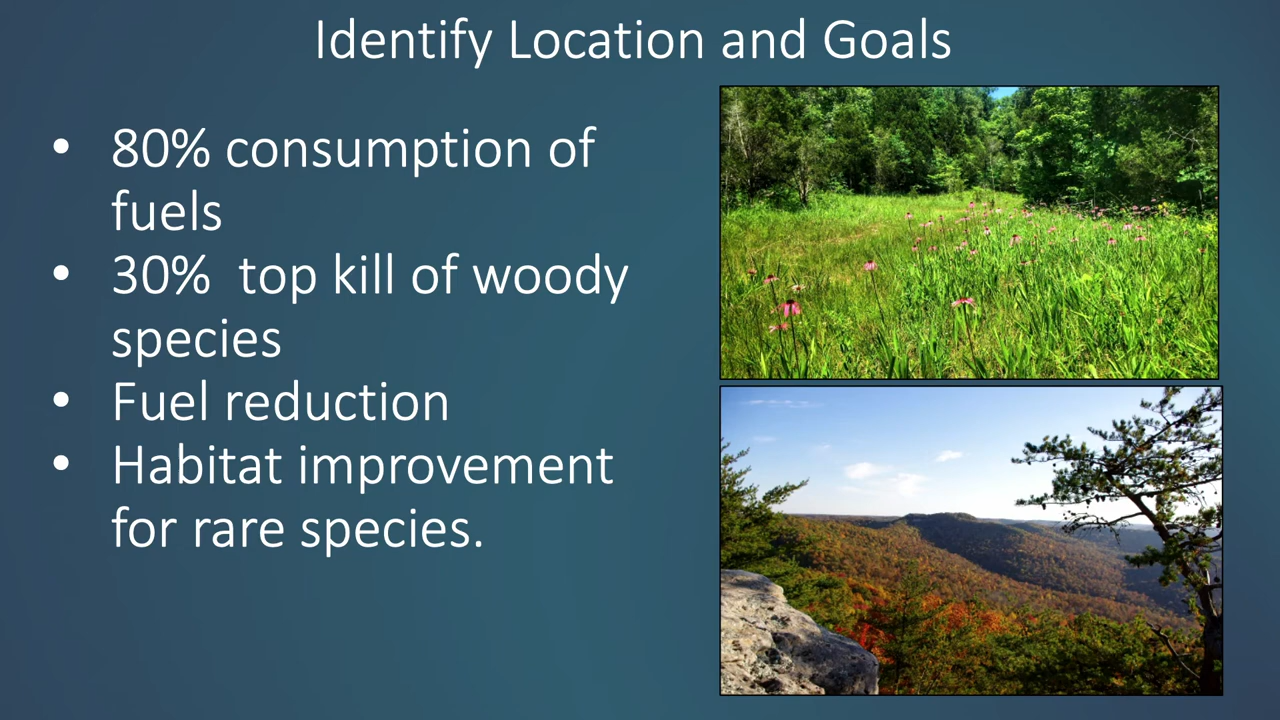 Identify Location and Goals
• 80% consumption of
fuels
• 30%  top kill of woody
species
• Fuel reduction
• Habitat improvement
for rare species.